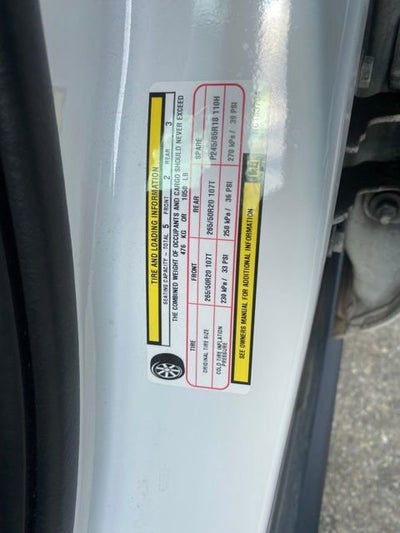 TIRE AND LOADING INFORMATION
SEATING CAPACITY - TOTAL 5 FRONT 2 REAR 3
THE COMBINED WEIGHT OF OCCUPANTS AND CARGO SHOULD NEVER EXCEED
476 KG OR 1050 LB
TIRE FRONT REAR SPARE
ORIGINAL TIRE SIZE 265/50R20 107T 265/50R20 107T P245/65R18 110H
COLD TIRE INFLATION PRESSURE 230 kPa / 33 PSI 250 kPa / 36 PSI 270 kPa / 39 PSI
SEE OWNERS MANUAL FOR ADDITIONAL INFORMATION